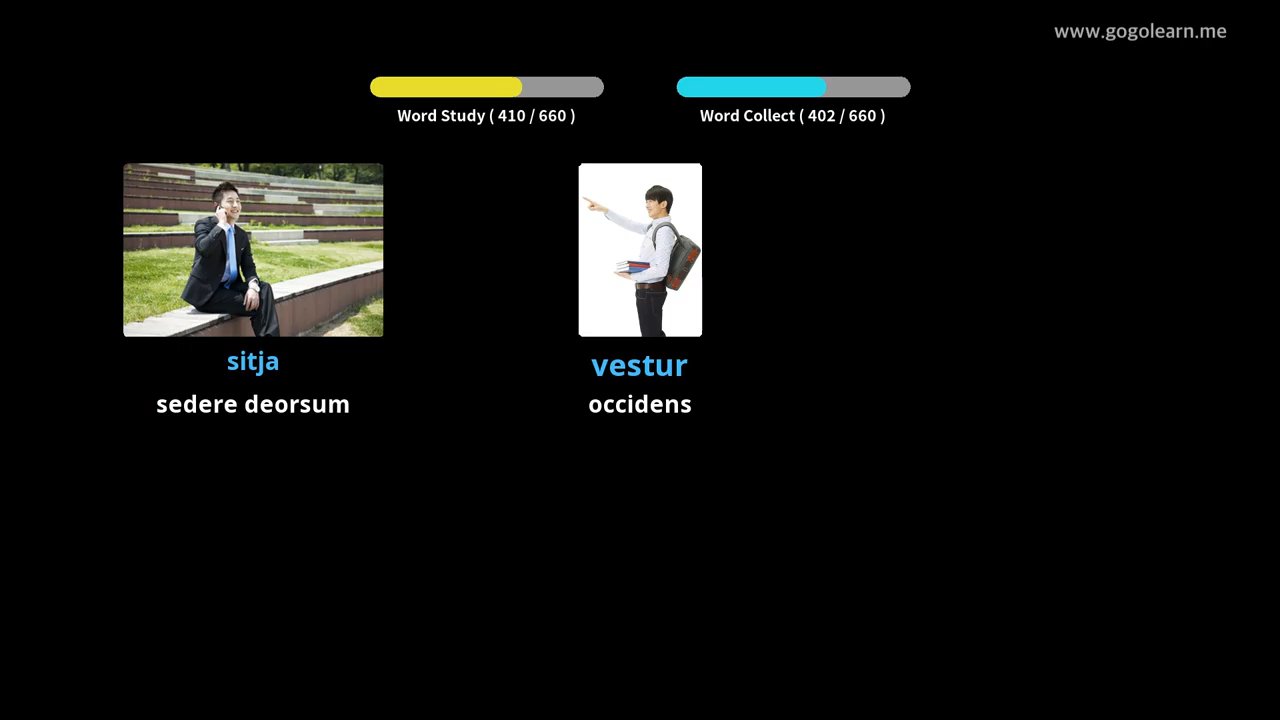 www.gogolearn.me
Word Study ( 410 / 660 )
Word Collect ( 402 / 660 )
sitja
sedere deorsum
vestur
occidens